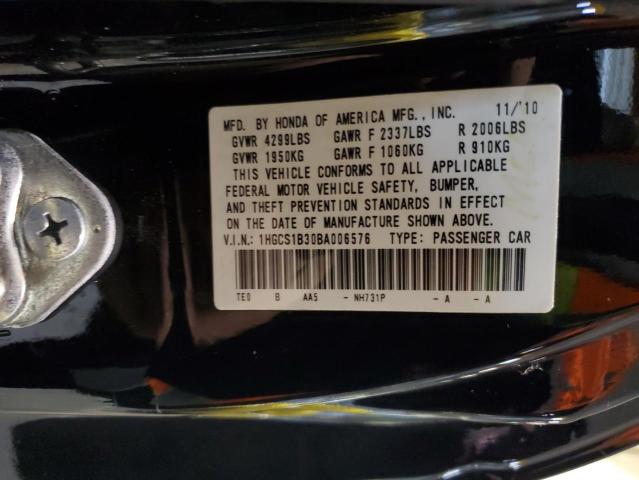 MFD. BY HONDA OF AMERICA MFG., INC. 11/'10
GVWR 4299LBS GAWR F 2337LBS R 2006LBS
GVWR 1950KG GAWR F 1060KG R 910KG
THIS VEHICLE CONFORMS TO ALL APPLICABLE
FEDERAL MOTOR VEHICLE SAFETY, BUMPER,
AND THEFT PREVENTION STANDARDS IN EFFECT
ON THE DATE OF MANUFACTURE SHOWN ABOVE.
V.I.N.: 1HGCS1B30BA006576 TYPE: PASSENGER CAR
TE0 B AA5 - NH731P - A - A